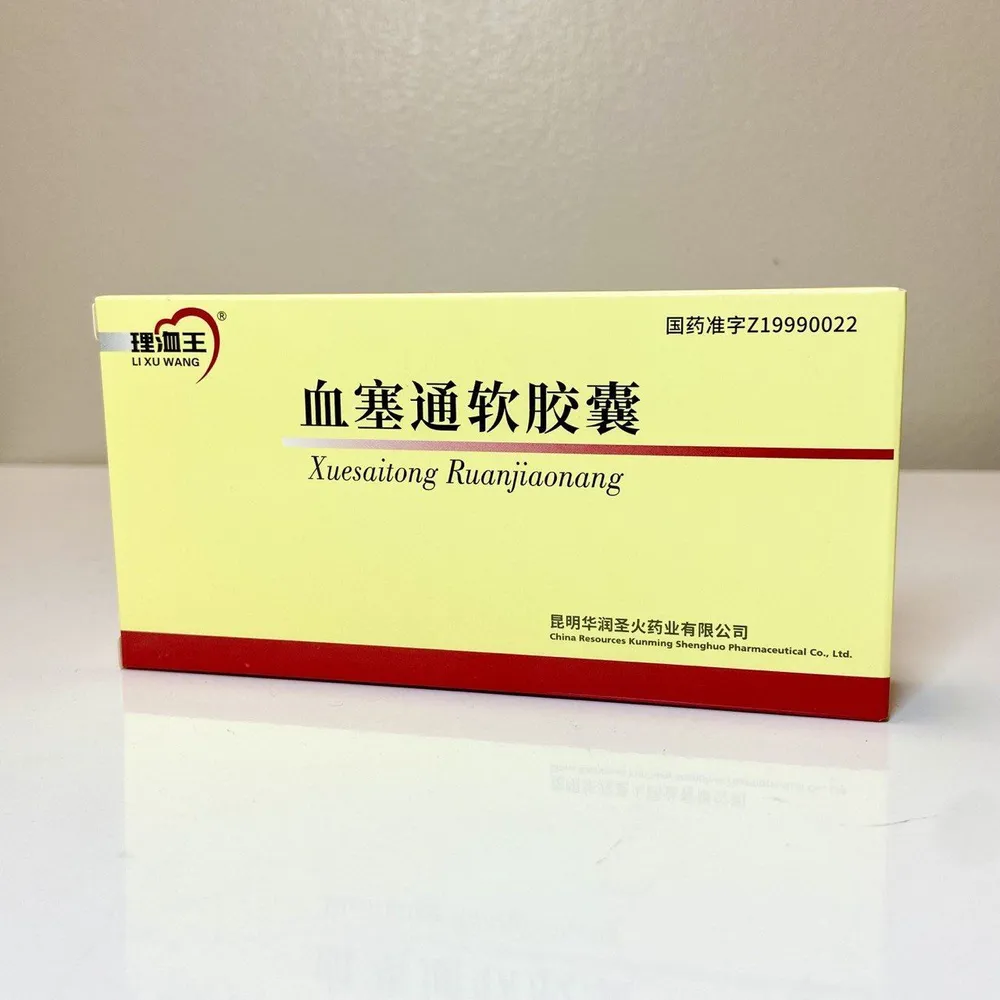 理洫王®
LI XU WANG
国药准字Z19990022
血塞通软胶囊
Xuesaitong Ruanjiaonang
昆明华润圣火药业有限公司
China Resources Kunming Shenghuo Pharmaceutical Co., Ltd.